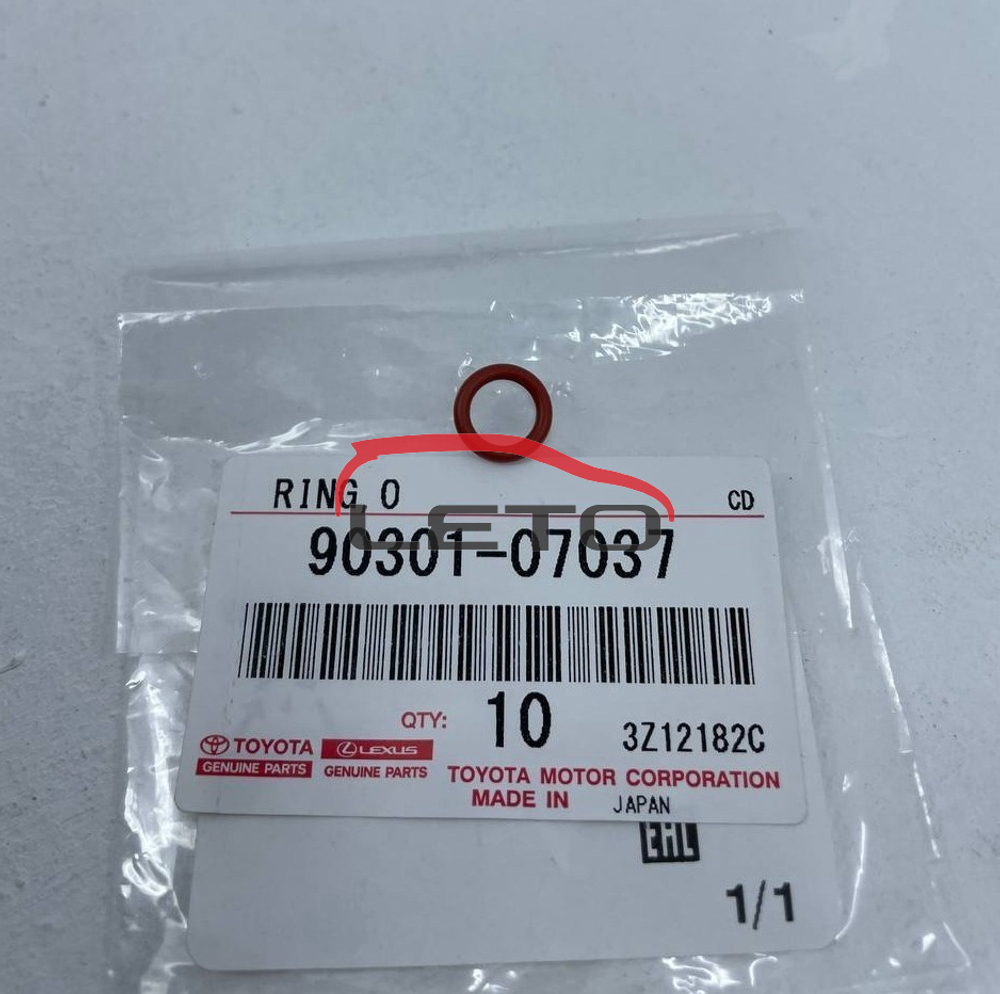 RING, O CD
LETO
90301-07037
QTY: 10 3Z12182C
TOYOTA LEXUS
GENUINE PARTS GENUINE PARTS
TOYOTA MOTOR CORPORATION
MADE IN JAPAN
1/1